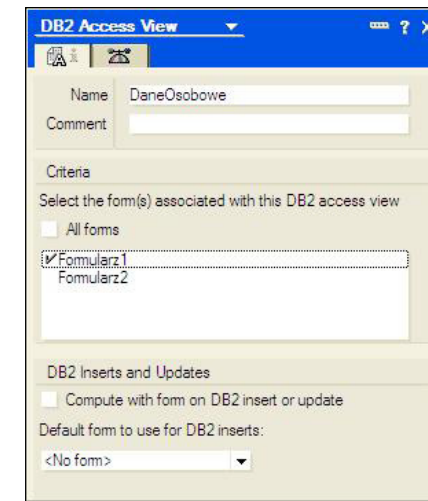 DB2 Access View
?
i
Name DaneOsobowe
Comment
Criteria
Select the form(s) associated with this DB2 access view
All forms
Formularz1
Formularz2
DB2 Inserts and Updates
Compute with form on DB2 insert or update
Default form to use for DB2 inserts:
<No form>